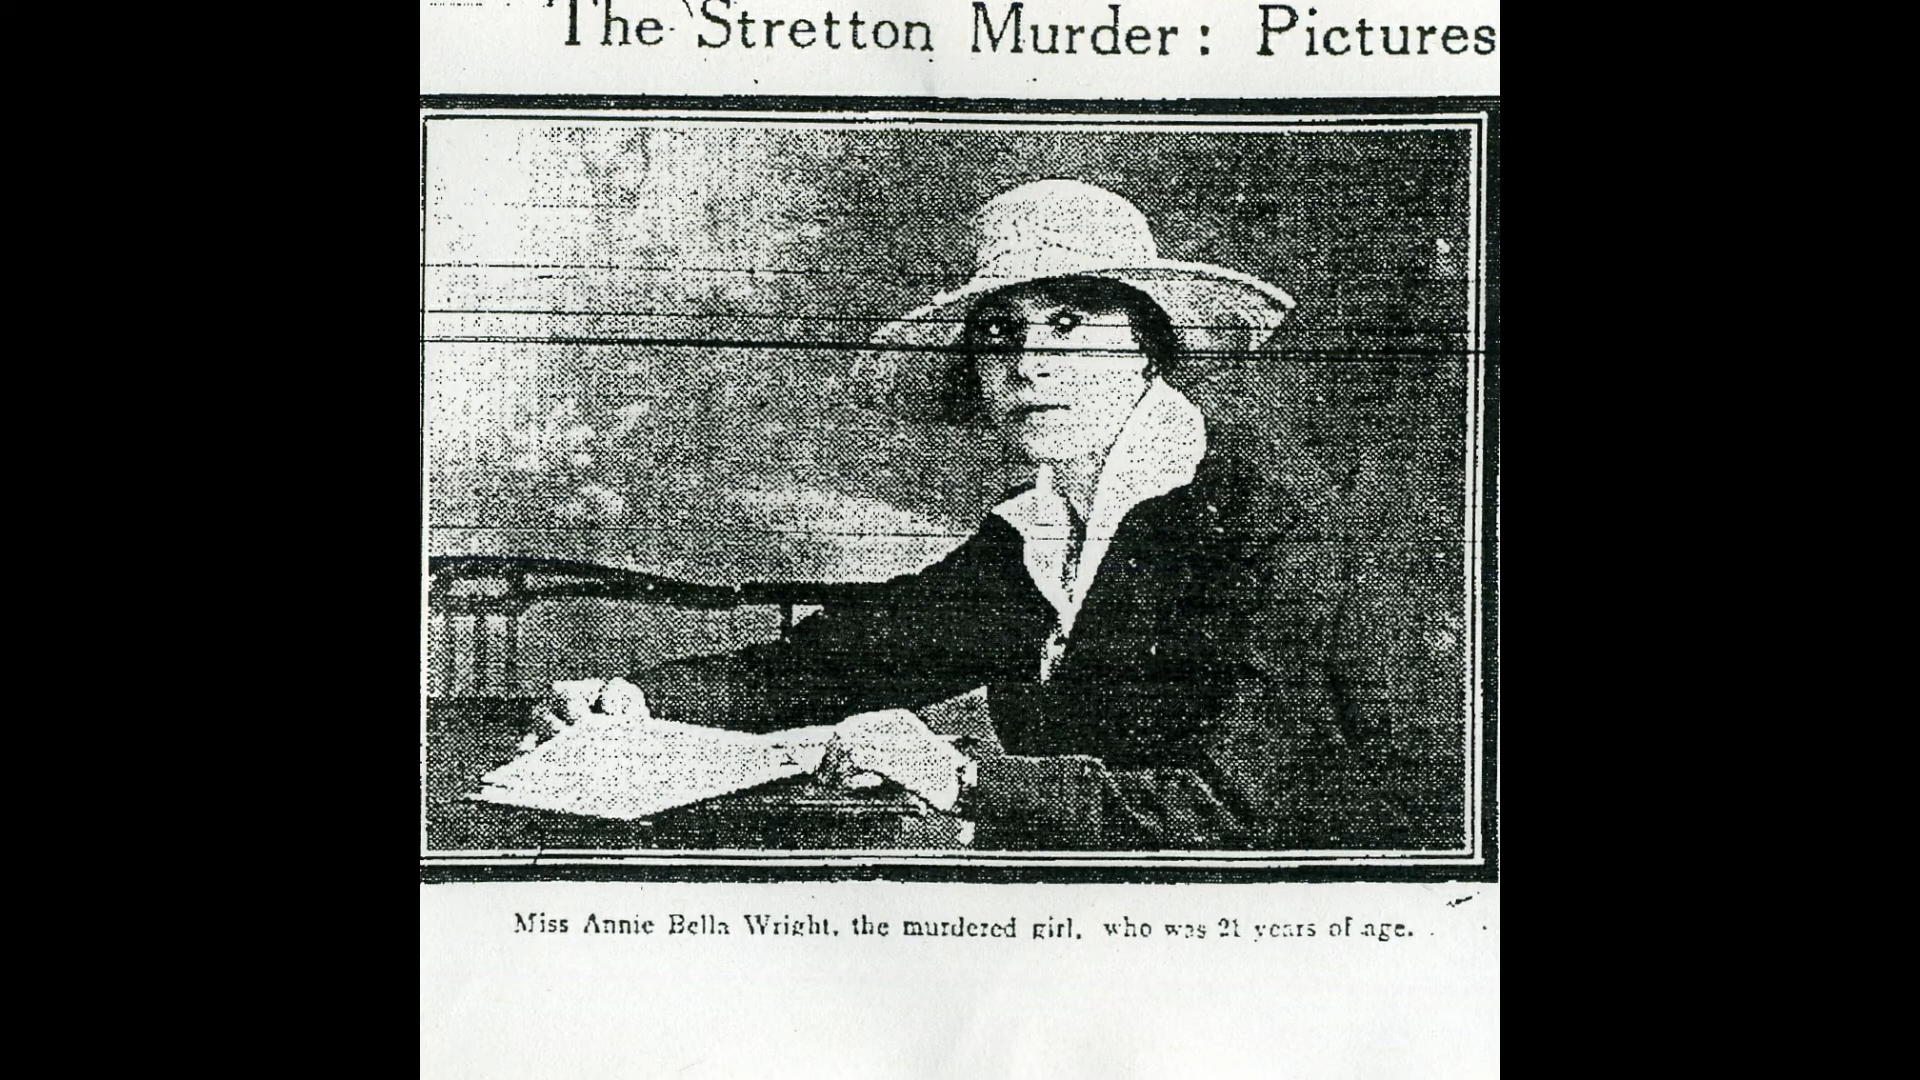 The Stretton Murder: Pictures
Miss Annie Bella Wright, the murdered girl, who was 21 years of age.